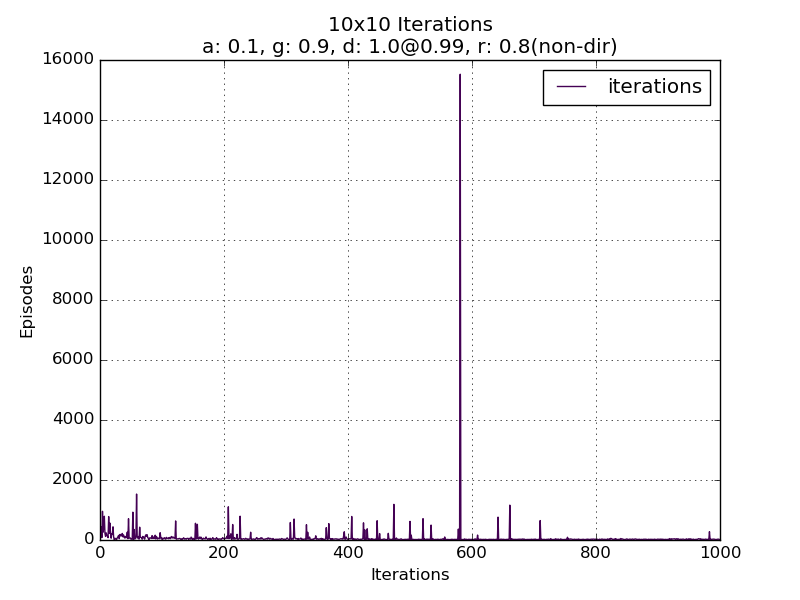 10x10 Iterations
a: 0.1, g: 0.9, d: 1.0@0.99, r: 0.8(non-dir)
16000
14000
12000
10000
8000
6000
4000
2000
0
iterations
Episodes
0 200 400 600 800 1000
Iterations